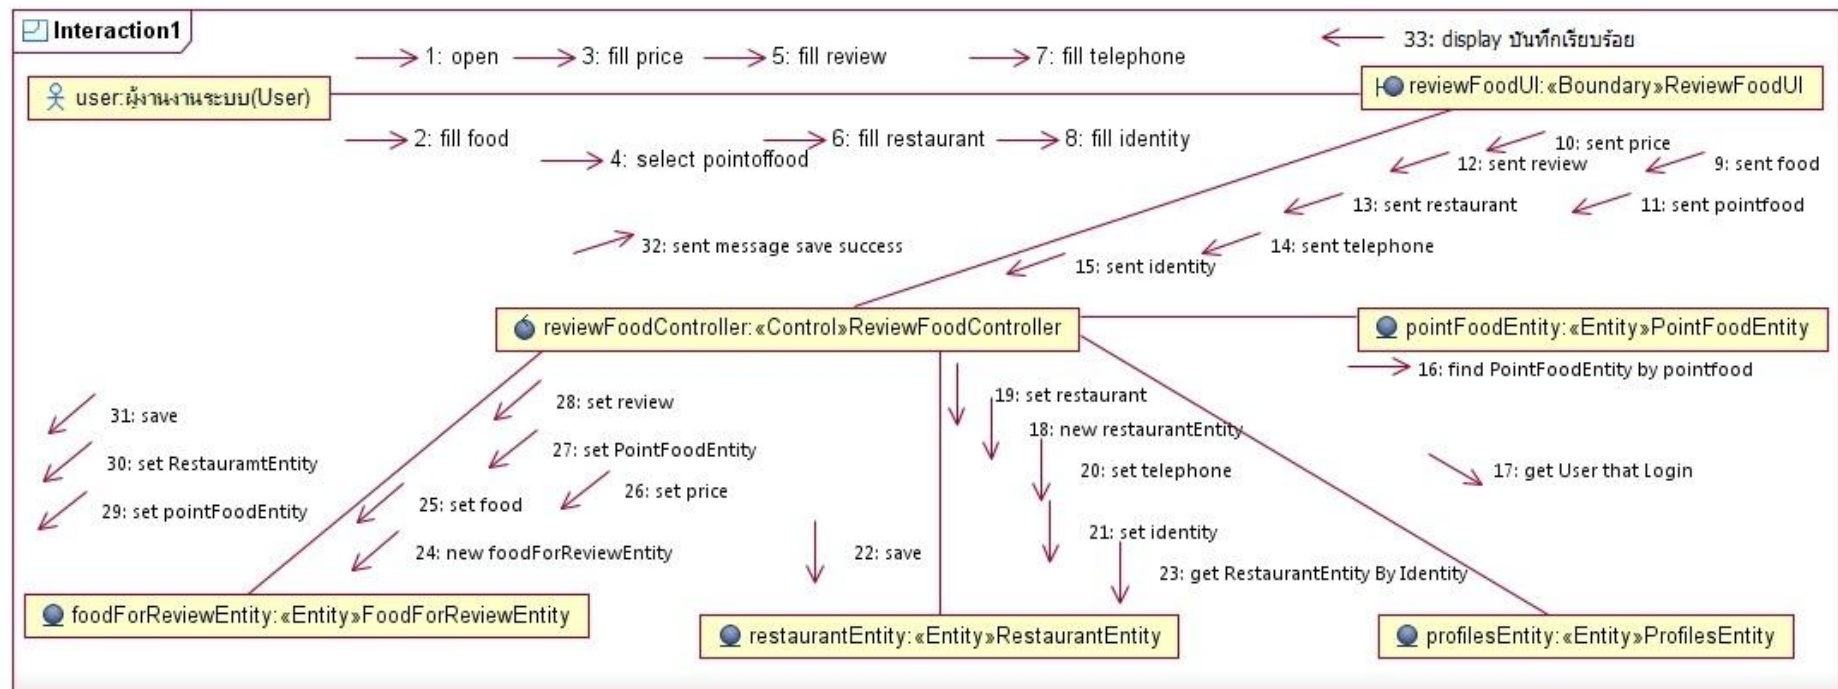 Interaction1
33: display บันทึกเรียบร้อย
1: open
3: fill price
5: fill review
7: fill telephone
user:ผู้งานงานระบบ(User)
reviewFoodUI:«Boundary»ReviewFoodUI
2: fill food
4: select pointoffood
6: fill restaurant
8: fill identity
10: sent price
12: sent review
9: sent food
13: sent restaurant
11: sent pointfood
32: sent message save success
14: sent telephone
15: sent identity
reviewFoodController:«Control»ReviewFoodController
pointFoodEntity:«Entity»PointFoodEntity
16: find PointFoodEntity by pointfood
31: save
28: set review
19: set restaurant
18: new restaurantEntity
30: set RestauramtEntity
27: set PointFoodEntity
20: set telephone
17: get User that Login
29: set pointFoodEntity
25: set food
26: set price
21: set identity
24: new foodForReviewEntity
22: save
23: get RestaurantEntity By Identity
foodForReviewEntity:«Entity»FoodForReviewEntity
restaurantEntity:«Entity»RestaurantEntity
profilesEntity:«Entity»ProfilesEntity